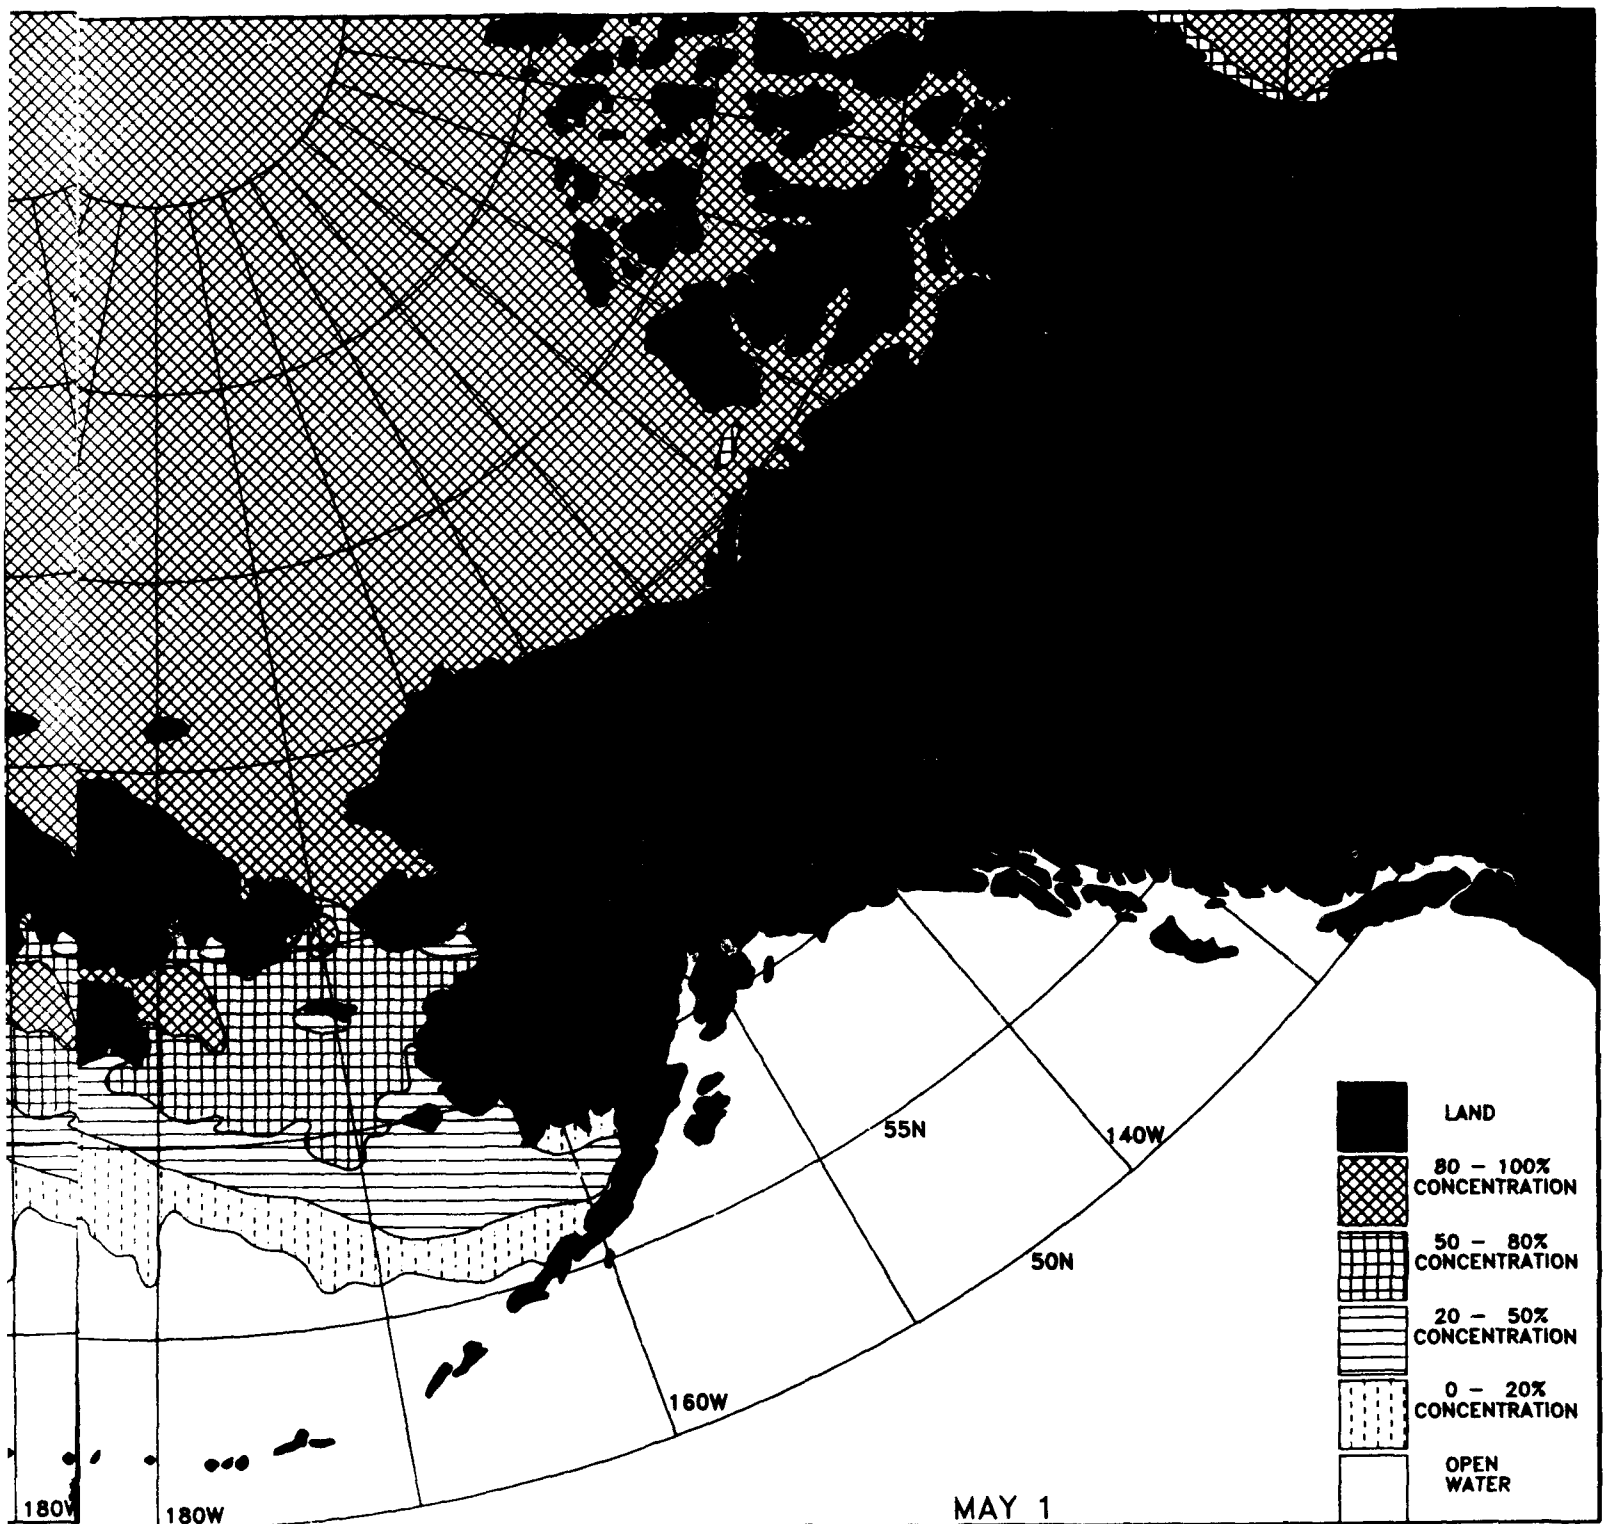 LAND
80 - 100%
CONCENTRATION
50 - 80%
CONCENTRATION
20 - 50%
CONCENTRATION
0 - 20%
CONCENTRATION
OPEN
WATER
55N
140W
50N
160W
180W
180W
MAY 1